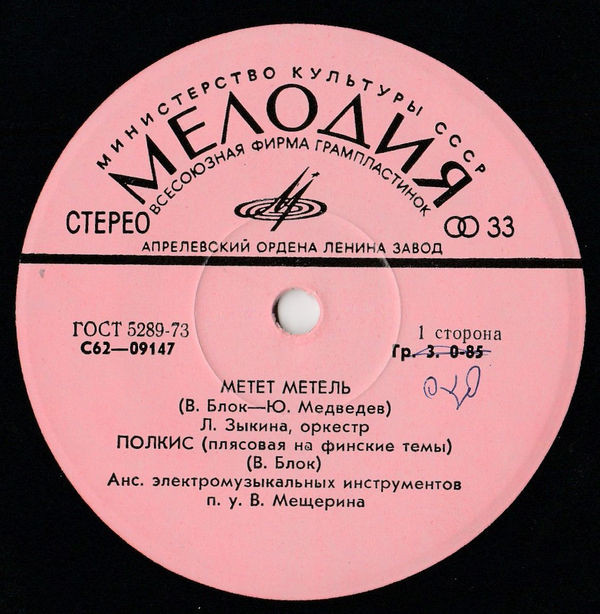 МИНИСТЕРСТВО КУЛЬТУРЫ СССР
МЕЛОДИЯ
ВСЕСОЮЗНАЯ ФИРМА ГРАМПЛАСТИНОК
СТЕРЕО
33
АПРЕЛЕВСКИЙ ОРДЕНА ЛЕНИНА ЗАВОД
ГОСТ 5289-73
1 сторона
С62—09147
Гр. 3. 0-85
МЕТЕТ МЕТЕЛЬ
(В. Блок—Ю. Медведев)
Л. Зыкина, оркестр
ПОЛКИС (плясовая на финские темы)
(В. Блок)
Анс. электромузыкальных инструментов
п. у. В. Мещерина